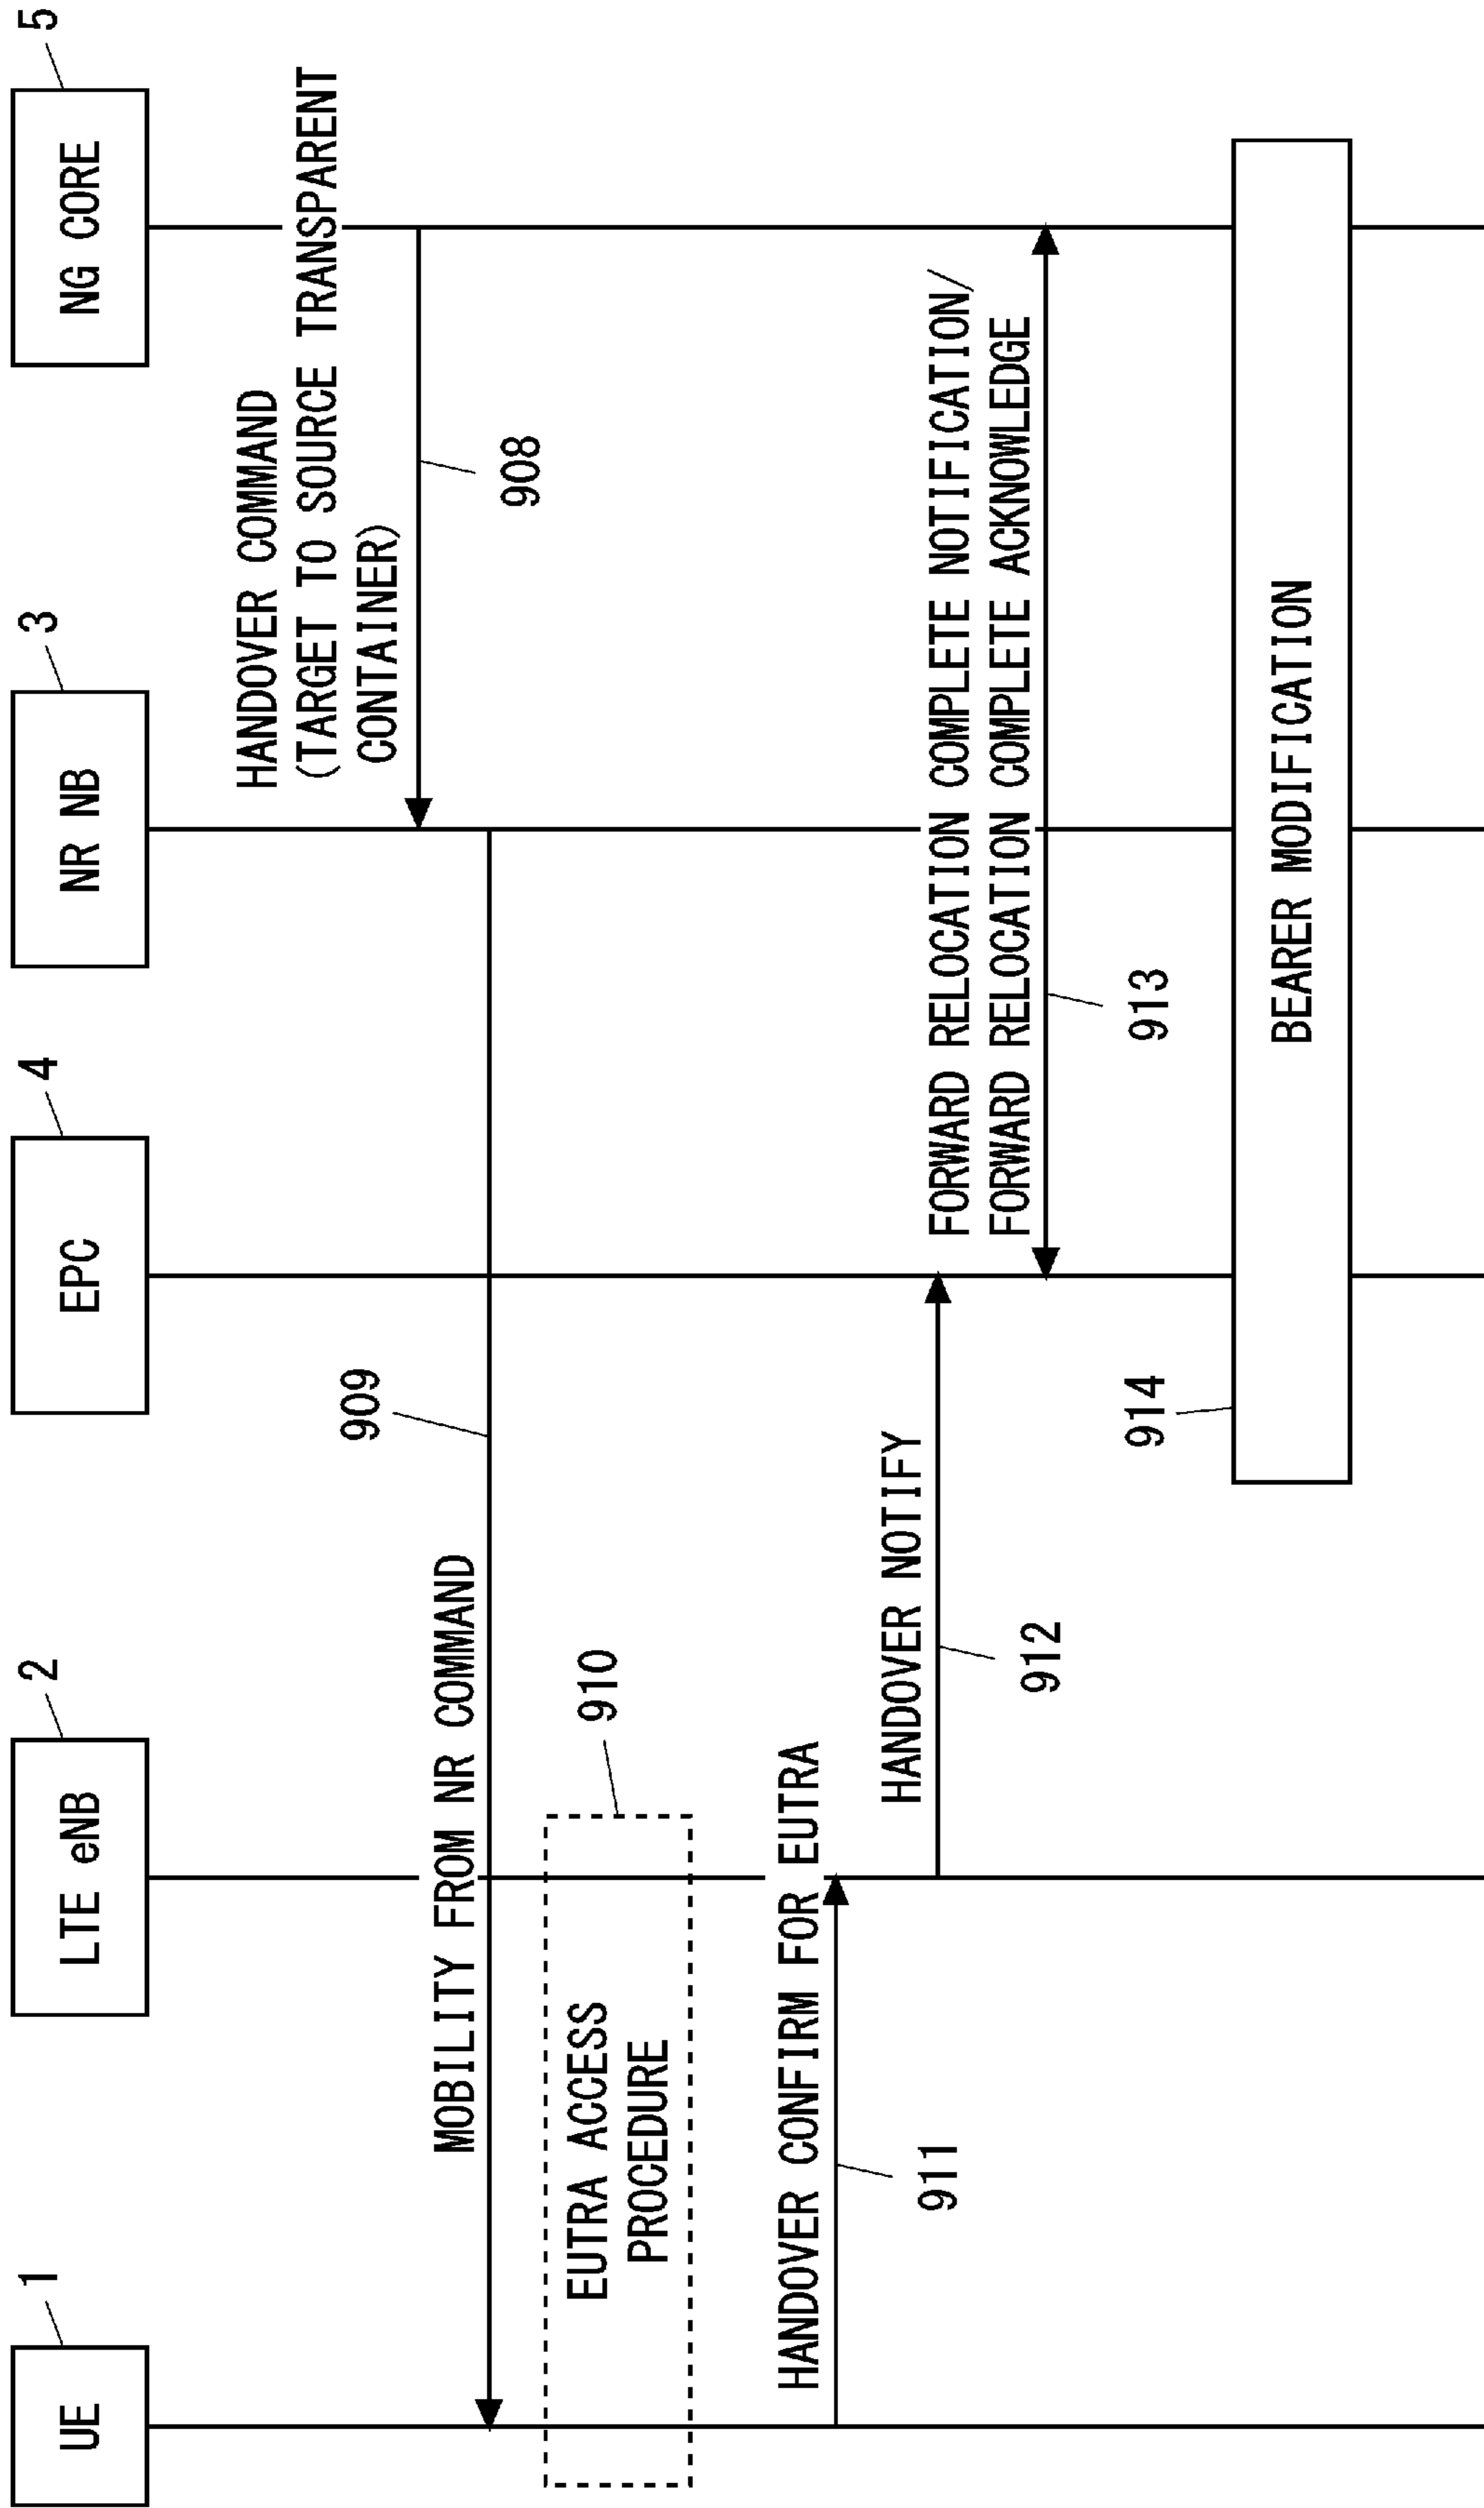 1
UE
2
LTE eNB
4
EPC
3
NR NB
5
NG CORE
HANDOVER COMMAND
(TARGET TO SOURCE TRANSPARENT
CONTAINER)
908
909
MOBILITY FROM NR COMMAND
EUTRA ACCESS
PROCEDURE
910
HANDOVER CONFIRM FOR EUTRA
911
HANDOVER NOTIFY
912
FORWARD RELOCATION COMPLETE NOTIFICATION/
FORWARD RELOCATION COMPLETE ACKNOWLEDGE
913
914
BEARER MODIFICATION